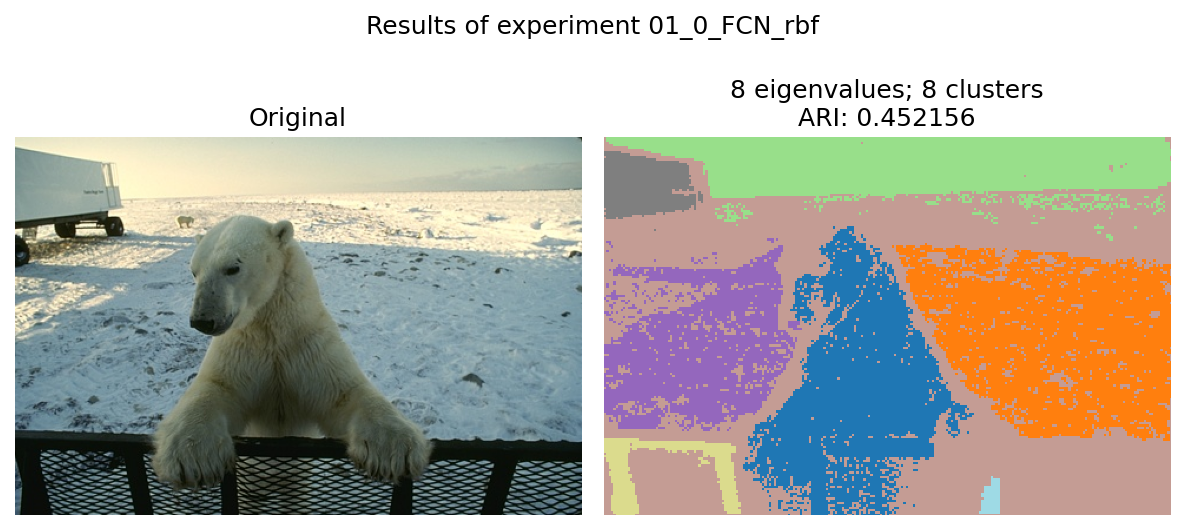 Results of experiment 01_0_FCN_rbf
Original
8 eigenvalues; 8 clusters
ARI: 0.452156